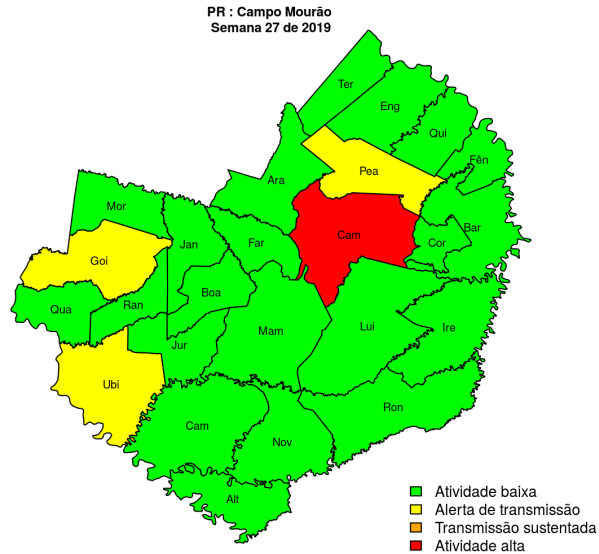 PR : Campo Mourão
Semana 27 de 2019
Ter
Eng
Qui
Fên
Pea
Ara
Mor
Bar
Cam
Cor
Jan
Far
Goi
Boa
Qua
Ran
Mam
Lui
Ire
Jur
Ubi
Ron
Cam
Nov
Alt
Atividade baixa
Alerta de transmissão
Transmissão sustentada
Atividade alta